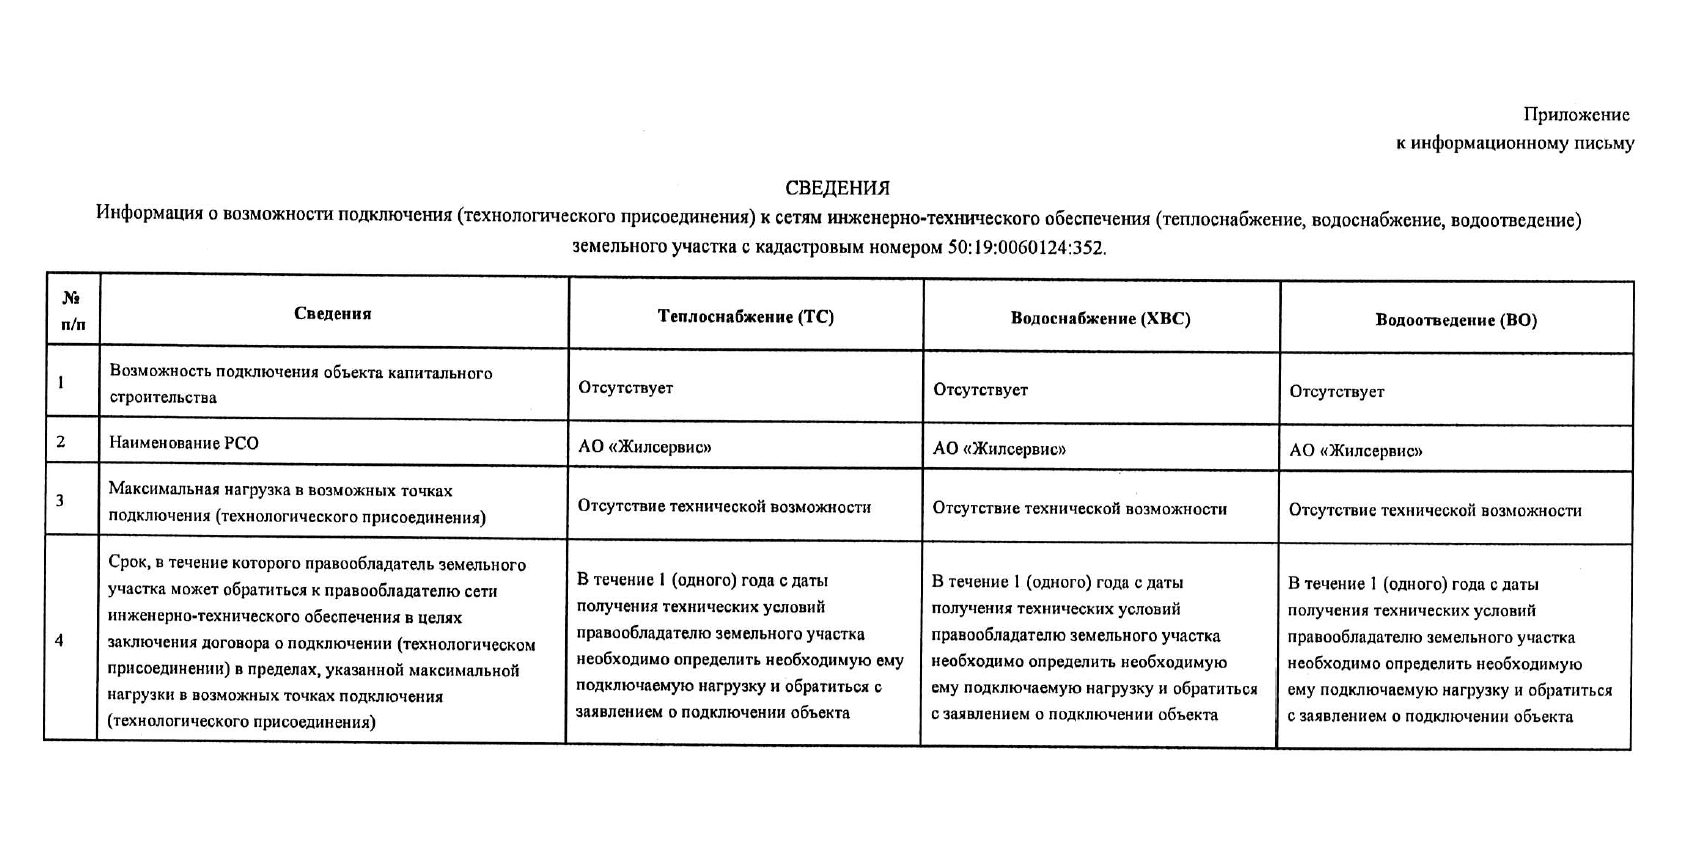 Приложение
к информационному письму
СВЕДЕНИЯ
Информация о возможности подключения (технологического присоединения) к сетям инженерно-технического обеспечения (теплоснабжение, водоснабжение, водоотведение)
земельного участка с кадастровым номером 50:19:0060124:352.
№
п/п
Сведения
Теплоснабжение (ТС)
Водоснабжение (ХВС)
Водоотведение (ВО)
1
Возможность подключения объекта капитального
строительства
Отсутствует
Отсутствует
Отсутствует
2
Наименование РСО
АО «Жилсервис»
АО «Жилсервис»
АО «Жилсервис»
3
Максимальная нагрузка в возможных точках
подключения (технологического присоединения)
Отсутствие технической возможности
Отсутствие технической возможности
Отсутствие технической возможности
4
Срок, в течение которого правообладатель земельного
участка может обратиться к правообладателю сети
инженерно-технического обеспечения в целях
заключения договора о подключении (технологическом
присоединении) в пределах, указанной максимальной
нагрузки в возможных точках подключения
(технологического присоединения)
В течение 1 (одного) года с даты
получения технических условий
правообладателю земельного участка
необходимо определить необходимую ему
подключаемую нагрузку и обратиться с
заявлением о подключении объекта
В течение 1 (одного) года с даты
получения технических условий
правообладателю земельного участка
необходимо определить необходимую
ему подключаемую нагрузку и обратиться
с заявлением о подключении объекта
В течение 1 (одного) года с даты
получения технических условий
правообладателю земельного участка
необходимо определить необходимую
ему подключаемую нагрузку и обратиться
с заявлением о подключении объекта